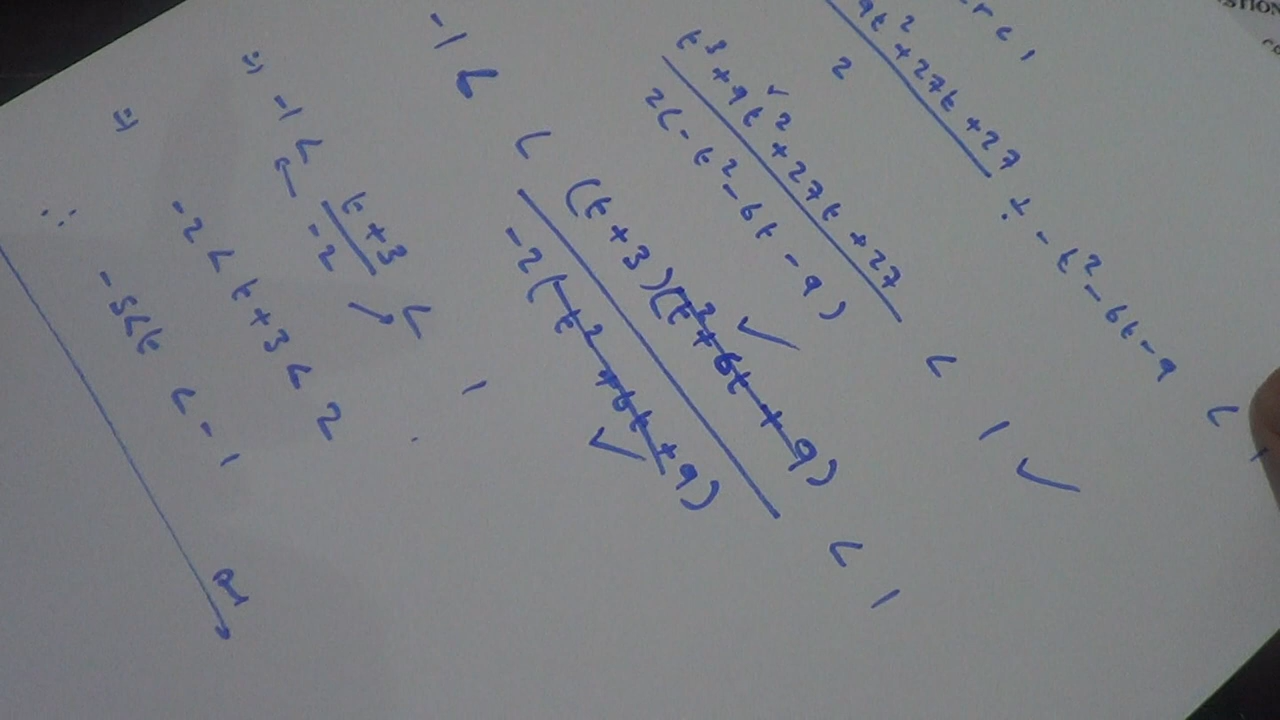 9t² + 27t + 27 / 2 ÷ -t² - 6t - 9 <
t³ + 9t² + 27t + 27 / 2(-t² - 6t - 9) < 1 ✓
-1 < (t + 3)(t² + 6t + 9) / -2(t² + 6t + 9) < 1
⇒ -1 < t + 3 / -2 < 1
⇒ -2 < t + 3 < 2
∴ -5 < t < -1